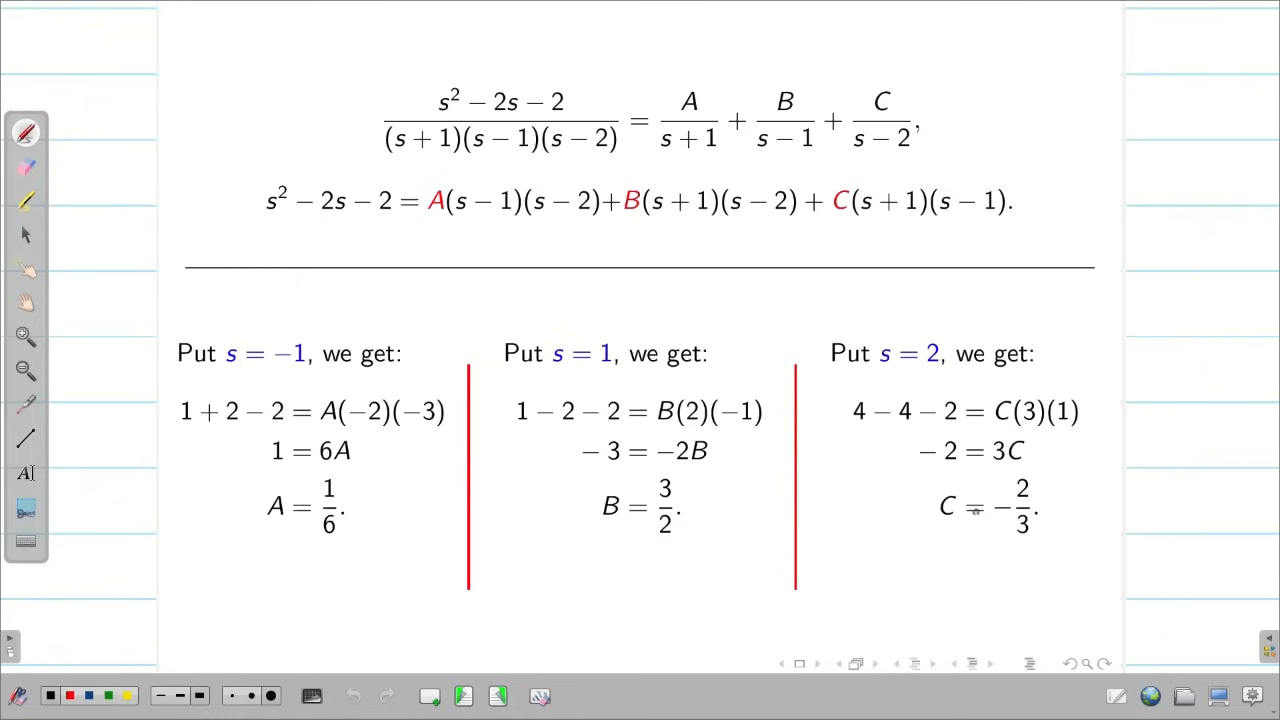 s² − 2s − 2 / (s + 1)(s − 1)(s − 2) = A / s + 1 + B / s − 1 + C / s − 2,
s² − 2s − 2 = A(s − 1)(s − 2)+B(s + 1)(s − 2) + C(s + 1)(s − 1).
Put s = −1, we get:
1 + 2 − 2 = A(−2)(−3)
1 = 6A
A = 1/6.
Put s = 1, we get:
1 − 2 − 2 = B(2)(−1)
− 3 = −2B
B = 3/2.
Put s = 2, we get:
4 − 4 − 2 = C(3)(1)
− 2 = 3C
C = −2/3.